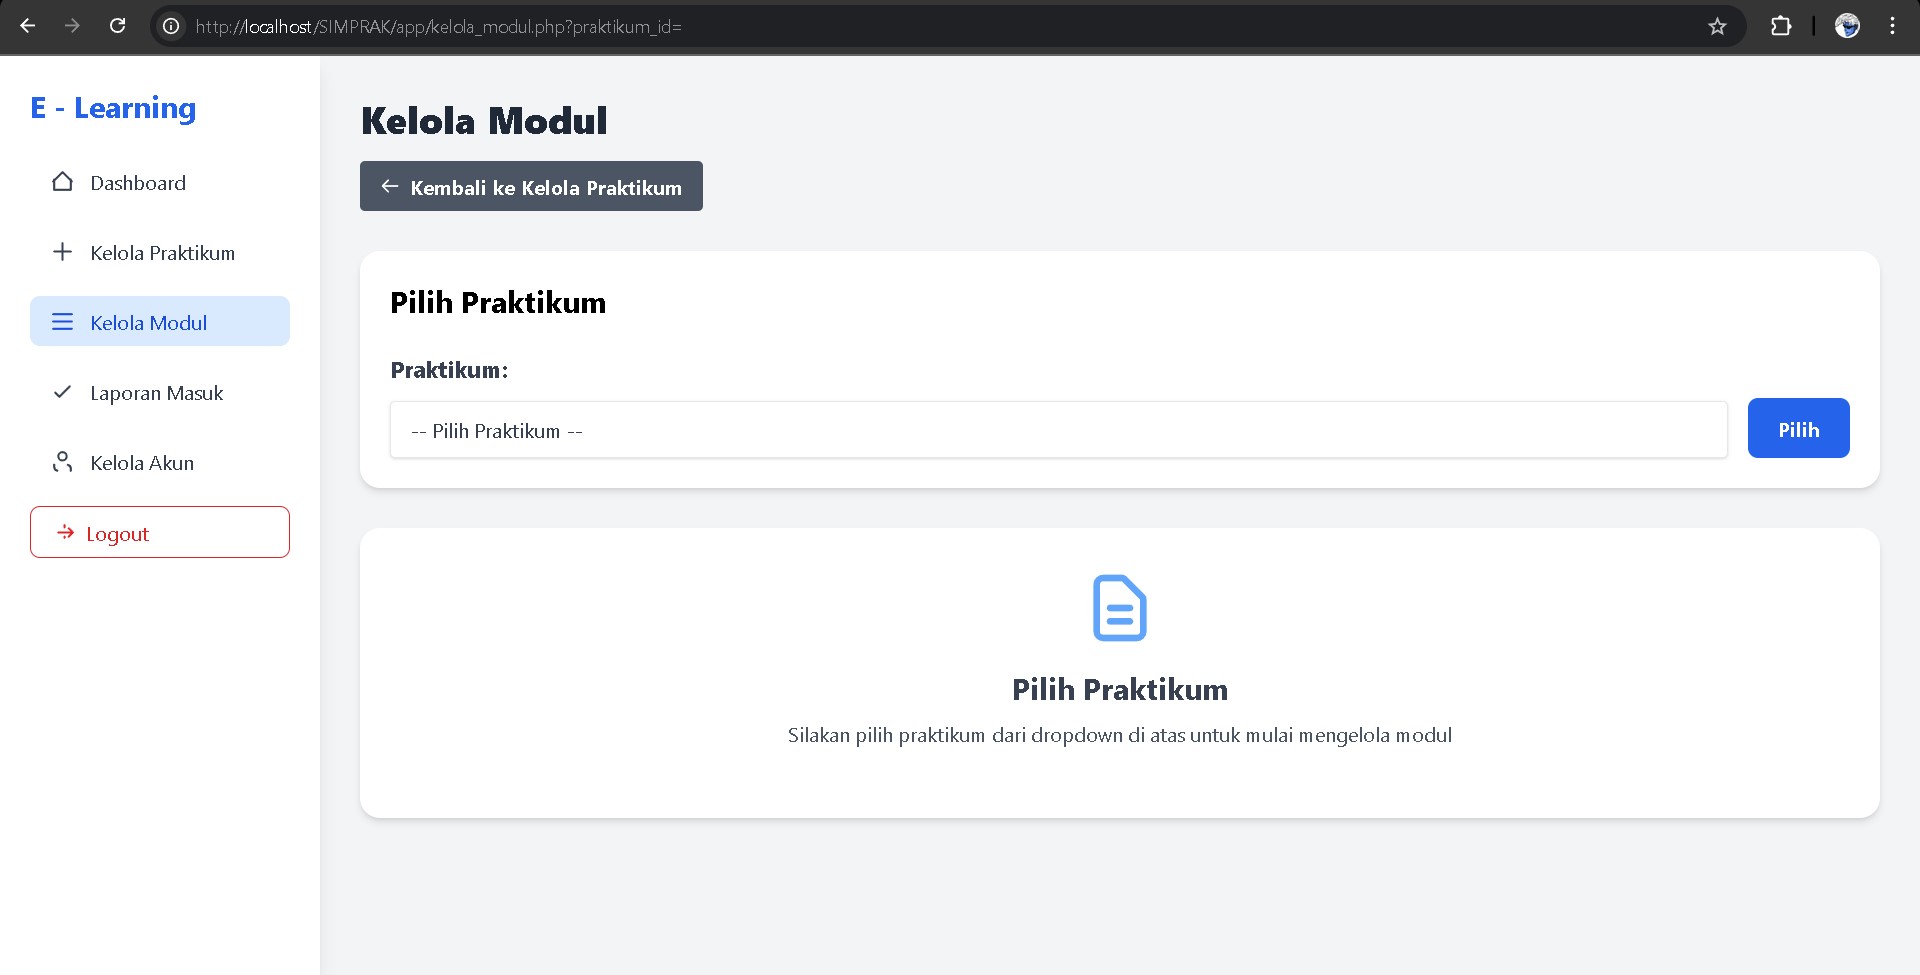 http://localhost/SIMPRAK/app/kelola_modul.php?praktikum_id=
E - Learning
Dashboard
Kelola Praktikum
Kelola Modul
Laporan Masuk
Kelola Akun
Logout
Kelola Modul
Kembali ke Kelola Praktikum
Pilih Praktikum
Praktikum:
-- Pilih Praktikum --
Pilih
Pilih Praktikum
Silakan pilih praktikum dari dropdown di atas untuk mulai mengelola modul